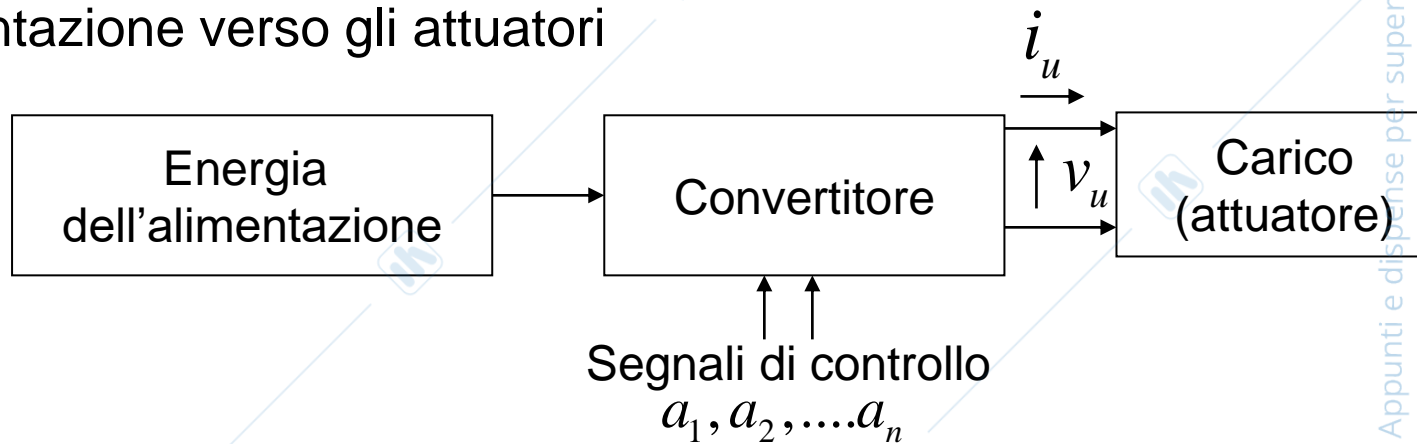 ntazione verso gli attuatori
i_u
Energia
dell'alimentazione
Convertitore
v_u
Carico
(attuatore)
Segnali di controllo
a_1, a_2, ....a_n
Appunti e dispense per super